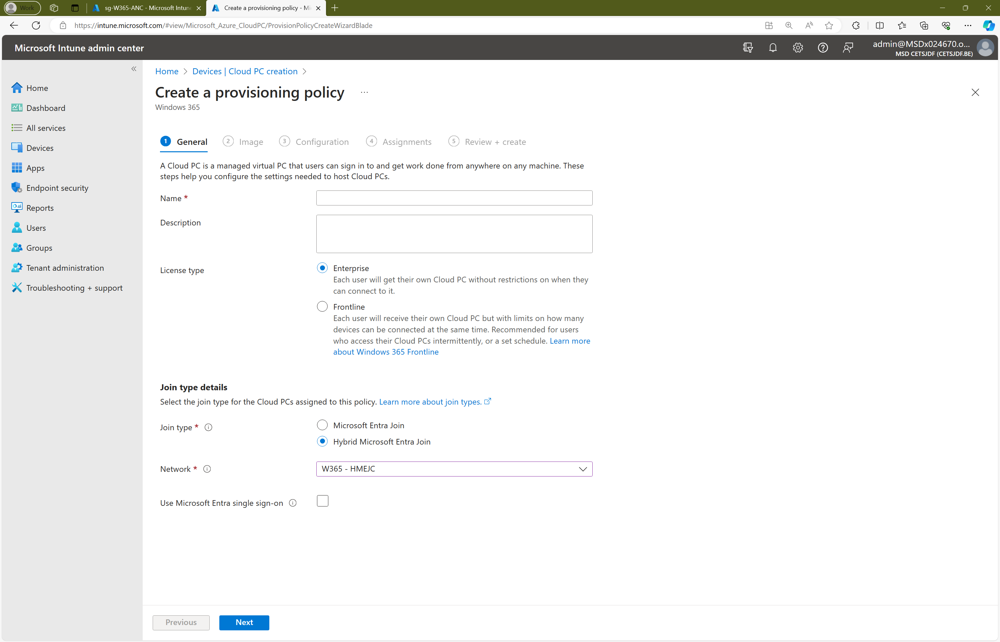 Work
sg-W365-ANC - Microsoft Intune
Create a provisioning policy - Mi
https://intune.microsoft.com/#view/Microsoft_Azure_CloudPC/ProvisionPolicyCreateWizardBlade
Microsoft Intune admin center
admin@MSDx024670.o...
MSD CETSJDF (CETSJDF.BE)
Home
Dashboard
All services
Devices
Apps
Endpoint security
Reports
Users
Groups
Tenant administration
Troubleshooting + support
Home > Devices | Cloud PC creation >
Create a provisioning policy ...
Windows 365
1 General 2 Image 3 Configuration 4 Assignments 5 Review + create
A Cloud PC is a managed virtual PC that users can sign in to and get work done from anywhere on any machine. These
steps help you configure the settings needed to host Cloud PCs.
Name *
Description
License type
Enterprise
Each user will get their own Cloud PC without restrictions on when they
can connect to it.
Frontline
Each user will receive their own Cloud PC but with limits on how many
devices can be connected at the same time. Recommended for users
who access their Cloud PCs intermittently, or a set schedule. Learn more
about Windows 365 Frontline
Join type details
Select the join type for the Cloud PCs assigned to this policy. Learn more about join types.
Join type *
Microsoft Entra Join
Hybrid Microsoft Entra Join
Network *
W365 - HMEJC
Use Microsoft Entra single sign-on
Previous
Next